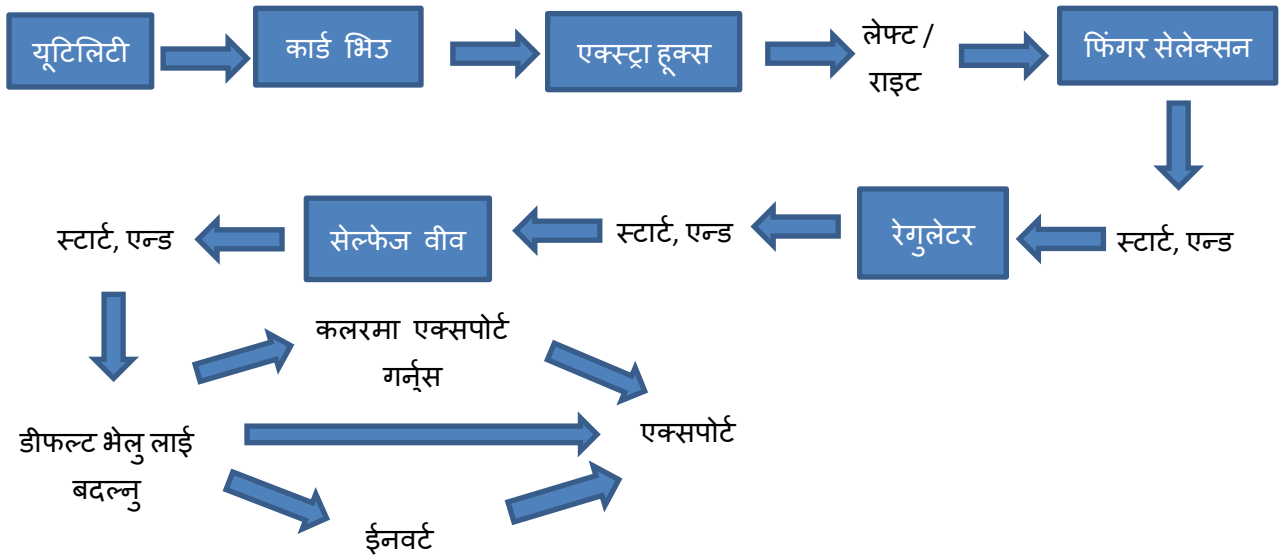 यूटिलिटी
कार्ड भिउ
एक्स्ट्रा हूक्स
लेफ्ट /
राइट
फिंगर सेलेक्सन
स्टार्ट, एन्ड
रेगुलेटर
स्टार्ट, एन्ड
सेल्फेज वीव
स्टार्ट, एन्ड
डीफल्ट भेलु लाई
बदल्नु
कलरमा एक्सपोर्ट
गर्नुस
ईनवर्ट
एक्सपोर्ट